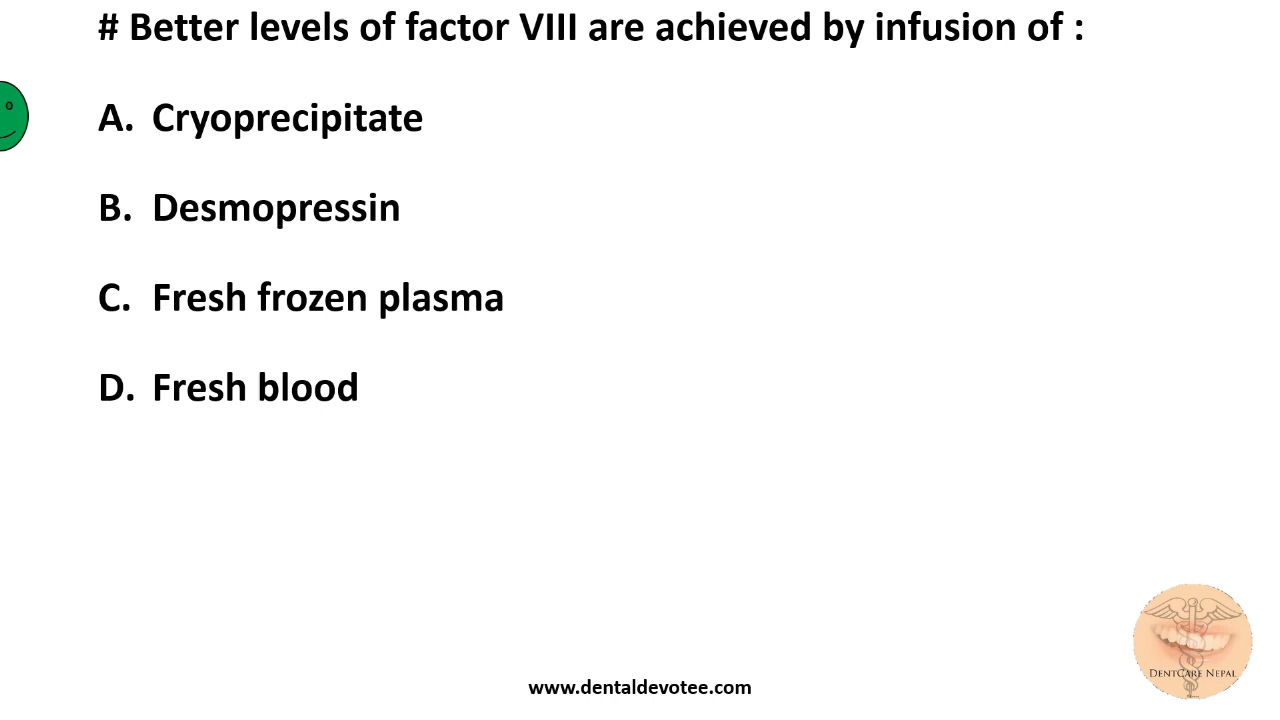 # Better levels of factor VIII are achieved by infusion of :
A. Cryoprecipitate
B. Desmopressin
C. Fresh frozen plasma
D. Fresh blood
DENTCARE NEPAL
www.dentaldevotee.com